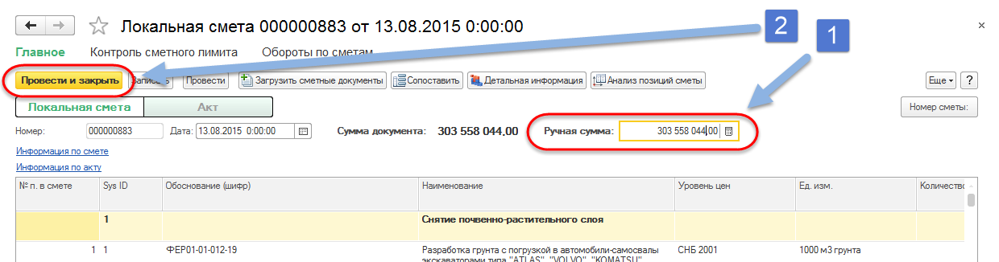 Локальная смета 000000883 от 13.08.2015 0:00:00
2
1
Главное Контроль сметного лимита Обороты по сметам
Провести и закрыть Записать Провести Загрузить сметные документы Сопоставить Детальная информация Анализ позиций сметы Еще ?
Локальная смета Акт Номер сметы:
Номер: 000000883 Дата: 13.08.2015 0:00:00 Сумма документа: 303 558 044,00 Ручная сумма: 303 558 044,00
Информация по смете
Информация по акту
№ п. в смете Sys ID Обоснование (шифр) Наименование Уровень цен Ед. изм. Количество
1 Снятие почвенно-растительного слоя
1 1 ФЕР01-01-012-19 Разработка грунта с погрузкой в автомобили-самосвалы СНБ 2001 1000 м3 грунта
экскаваторами типа "ATLAS", "VOLVO", "KOMATSU"